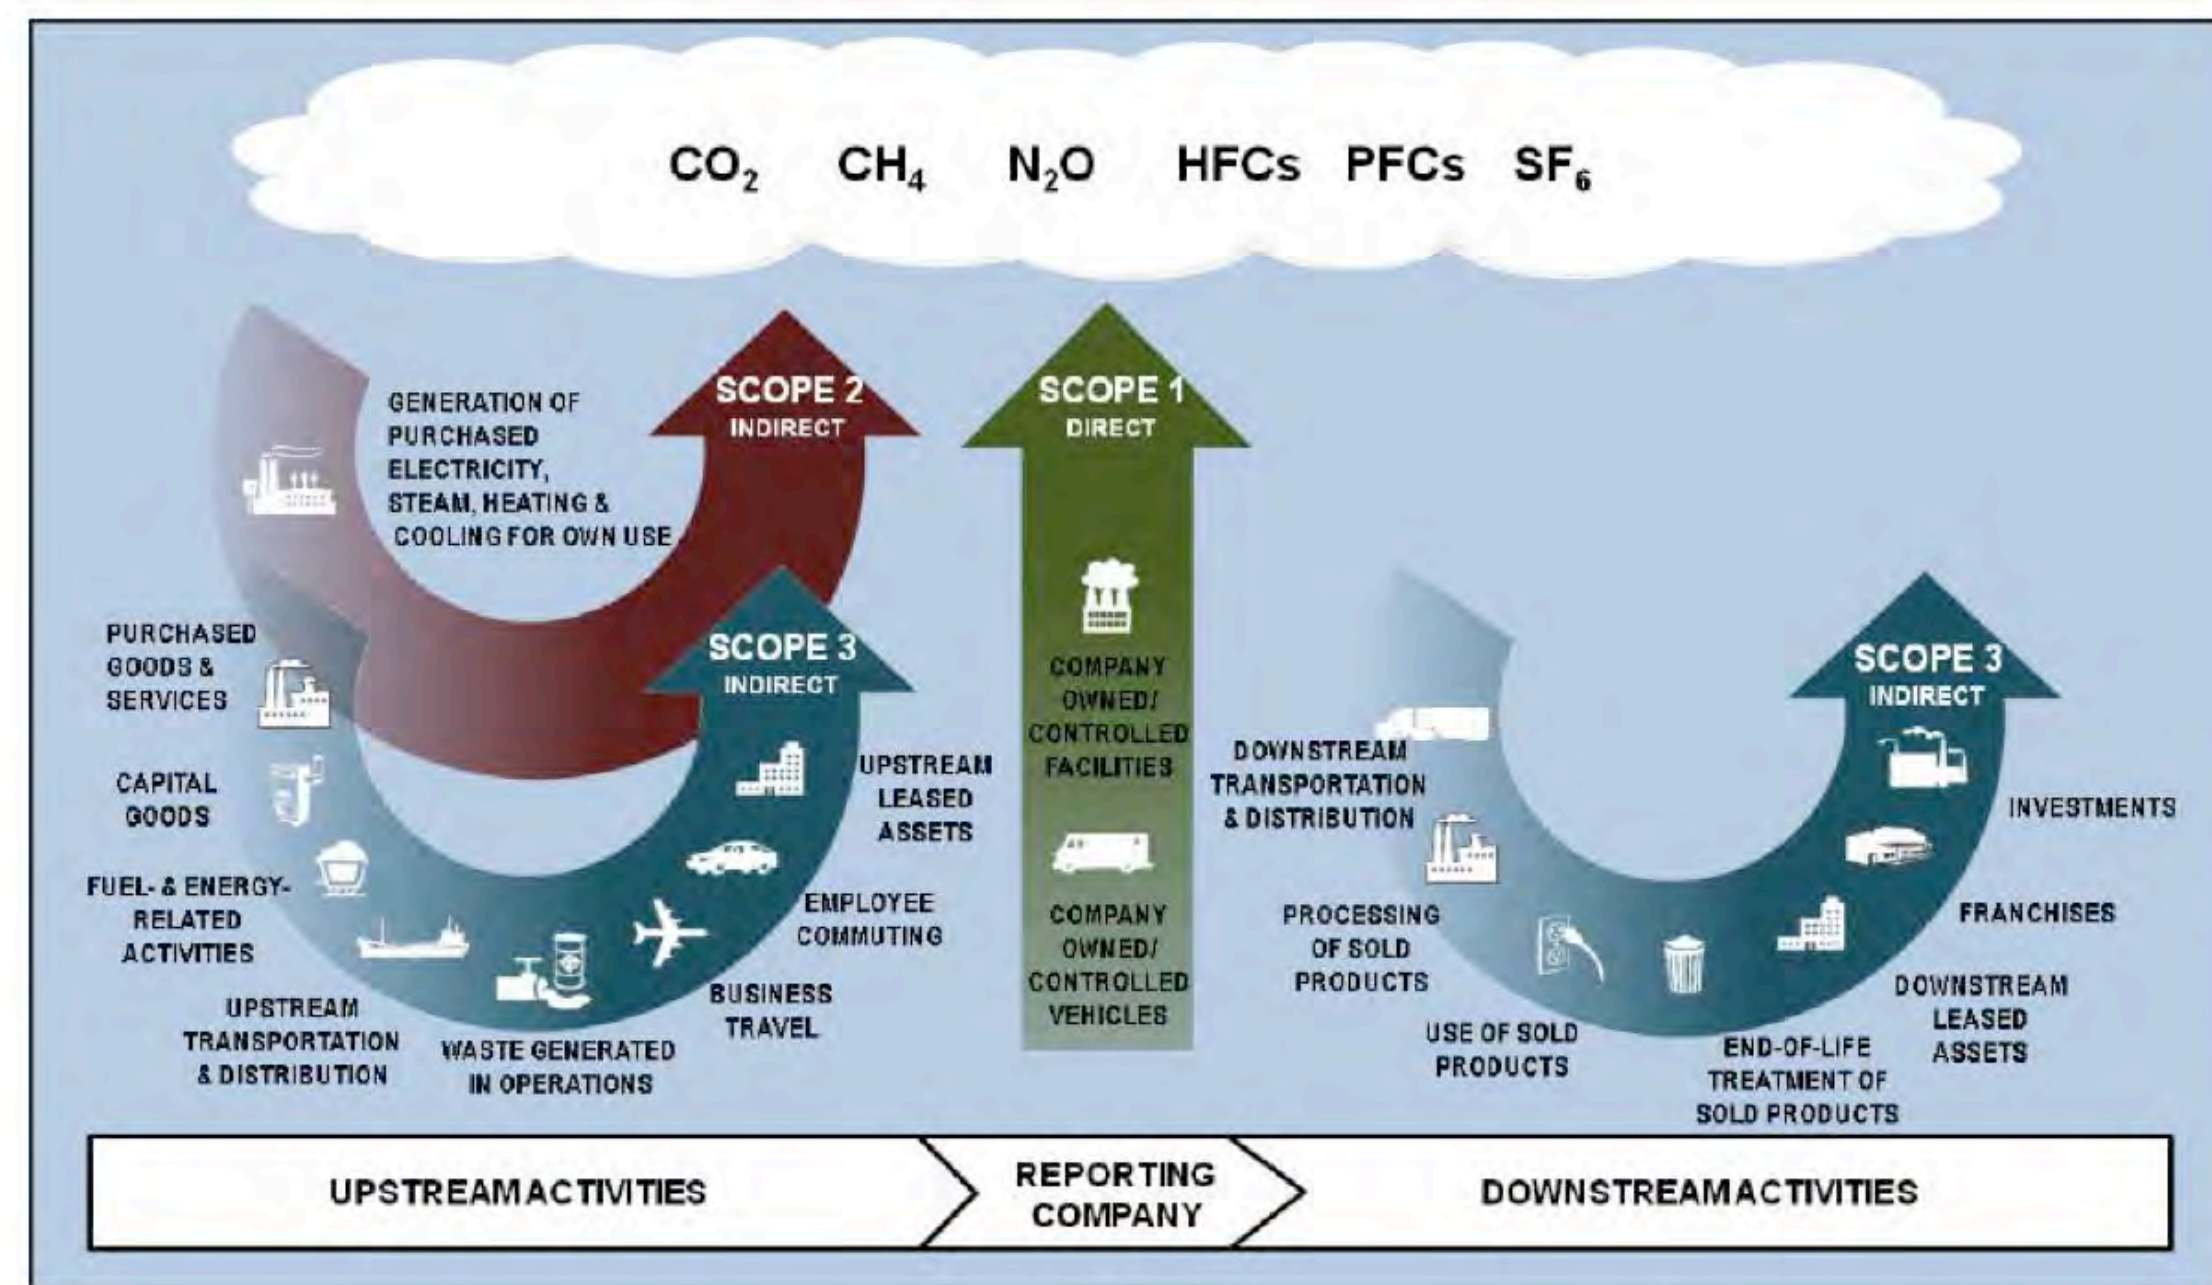 CO₂ CH₄ N₂O HFCs PFCs SF₆
SCOPE 2
INDIRECT
GENERATION OF
PURCHASED
ELECTRICITY,
STEAM, HEATING &
COOLING FOR OWN USE
SCOPE 3
INDIRECT
PURCHASED
GOODS &
SERVICES
CAPITAL
GOODS
FUEL- & ENERGY-
RELATED
ACTIVITIES
UPSTREAM
TRANSPORTATION
& DISTRIBUTION
WASTE GENERATED
IN OPERATIONS
BUSINESS
TRAVEL
EMPLOYEE
COMMUTING
UPSTREAM
LEASED
ASSETS
SCOPE 1
DIRECT
COMPANY
OWNED/
CONTROLLED
FACILITIES
COMPANY
OWNED/
CONTROLLED
VEHICLES
SCOPE 3
INDIRECT
DOWNSTREAM
TRANSPORTATION
& DISTRIBUTION
PROCESSING
OF SOLD
PRODUCTS
USE OF SOLD
PRODUCTS
END-OF-LIFE
TREATMENT OF
SOLD PRODUCTS
DOWNSTREAM
LEASED
ASSETS
FRANCHISES
INVESTMENTS
UPSTREAM ACTIVITIES
REPORTING
COMPANY
DOWNSTREAM ACTIVITIES